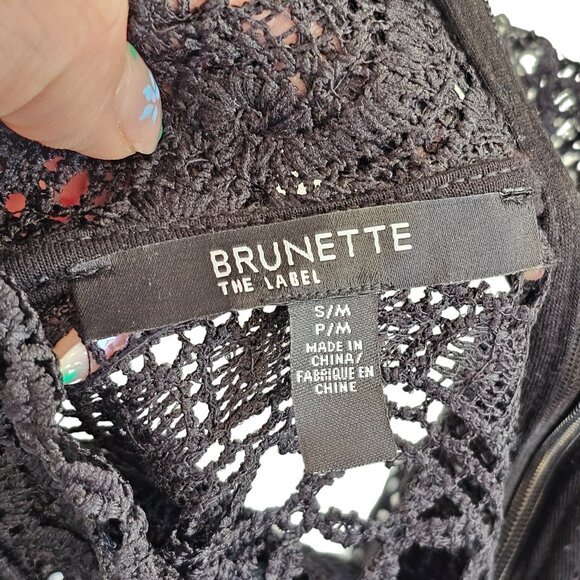 BRUNETTE
THE LABEL
S/M
P/M
MADE IN
CHINA/
FABRIQUE EN
CHINE